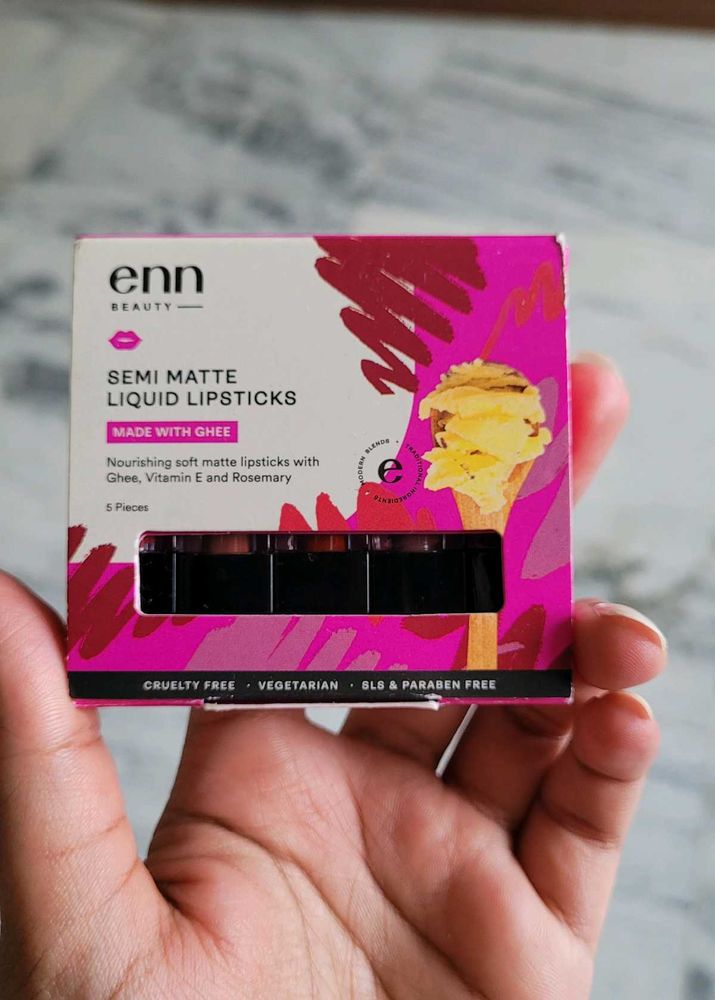 enn
BEAUTY
SEMI MATTE
LIQUID LIPSTICKS
MADE WITH GHEE
Nourishing soft matte lipsticks with
Ghee, Vitamin E and Rosemary
MODERN BLENDS · TRADITIONAL INGREDIENTS
e
5 Pieces
CRUELTY FREE · VEGETARIAN · SLS & PARABEN FREE